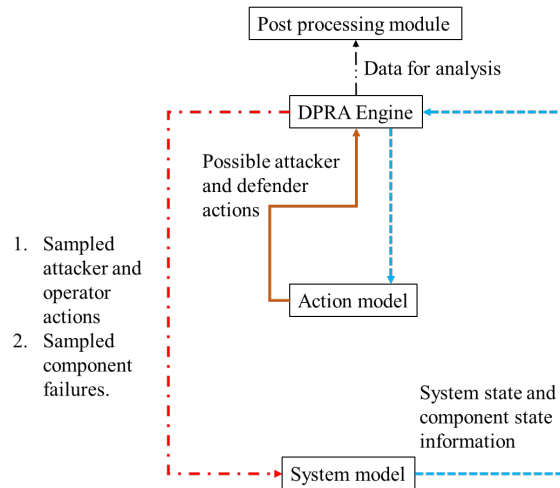 Post processing module
Data for analysis
DPRA Engine
Possible attacker
and defender
actions
1. Sampled
attacker and
operator
actions
2. Sampled
component
failures.
Action model
System state and
component state
information
System model